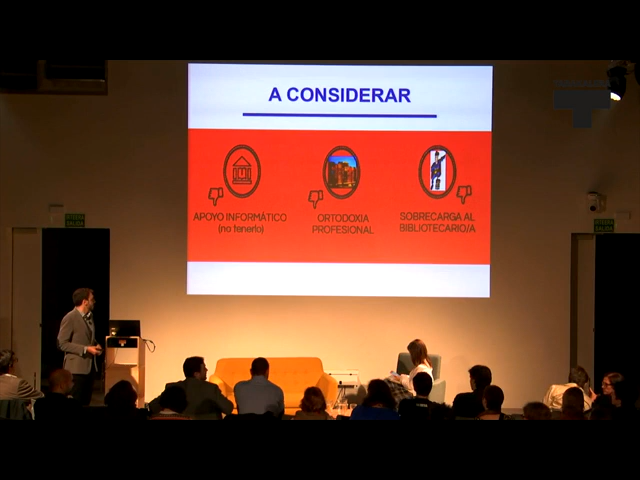 A CONSIDERAR
APOYO INFORMÁTICO
(no tenerlo)
ORTODOXIA
PROFESIONAL
SOBRECARGA AL
BIBLIOTECARIO/A